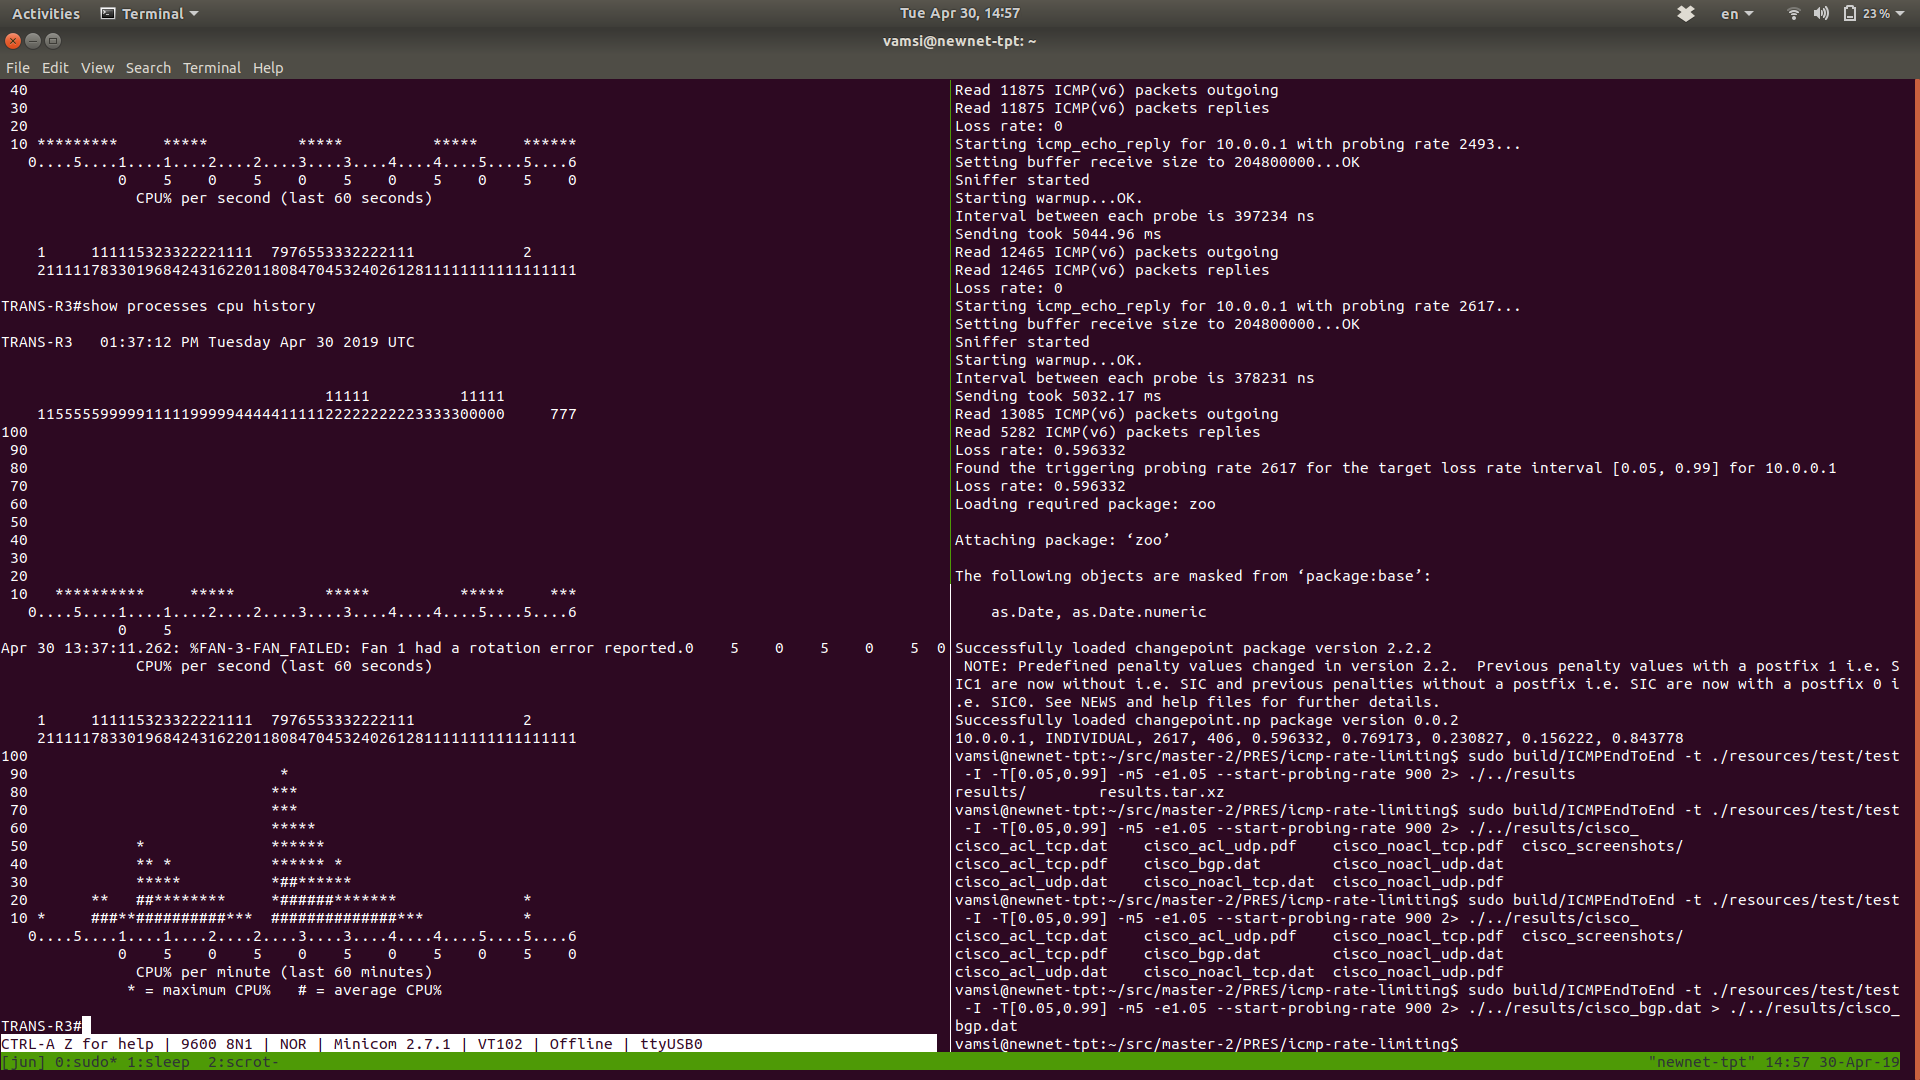 Activities Terminal Tue Apr 30, 14:57 en 23 %
vamsi@newnet-tpt: ~
File Edit View Search Terminal Help
 40
 30
 20
 10 *********     *****          *****          *****     ******
   0....5....1....1....2....2....3....3....4....4....5....5....6
             0    5    0    5    0    5    0    5    0    5    0
               CPU% per second (last 60 seconds)
    1     111115323322221111  7976553332222111            2
    211111783301968424316220118084704532402612811111111111111111
TRANS-R3#show processes cpu history
TRANS-R3   01:37:12 PM Tuesday Apr 30 2019 UTC
                                    11111          11111
    1155555999991111199999444441111122222222223333300000     777
100
 90
 80
 70
 60
 50
 40
 30
 20
 10   **********     *****          *****          *****     ***
   0....5....1....1....2....2....3....3....4....4....5....5....6
             0    5
Apr 30 13:37:11.262: %FAN-3-FAN_FAILED: Fan 1 had a rotation error reported.0    5    0    5    0    5  0
               CPU% per second (last 60 seconds)
    1     111115323322221111  7976553332222111            2
    211111783301968424316220118084704532402612811111111111111111
100
 90                            *
 80                           ***
 70                           ***
 60                           *****
 50            *              ******
 40            ** *           ****** *
 30            *****          *##******
 20       **   ##********     *######*******              *
 10 *     ###**##########***  ##############***           *
   0....5....1....1....2....2....3....3....4....4....5....5....6
             0    5    0    5    0    5    0    5    0    5    0
               CPU% per minute (last 60 minutes)
              * = maximum CPU%   # = average CPU%
TRANS-R3#
CTRL-A Z for help | 9600 8N1 | NOR | Minicom 2.7.1 | VT102 | Offline | ttyUSB0
Read 11875 ICMP(v6) packets outgoing
Read 11875 ICMP(v6) packets replies
Loss rate: 0
Starting icmp_echo_reply for 10.0.0.1 with probing rate 2493...
Setting buffer receive size to 204800000...OK
Sniffer started
Starting warmup...OK.
Interval between each probe is 397234 ns
Sending took 5044.96 ms
Read 12465 ICMP(v6) packets outgoing
Read 12465 ICMP(v6) packets replies
Loss rate: 0
Starting icmp_echo_reply for 10.0.0.1 with probing rate 2617...
Setting buffer receive size to 204800000...OK
Sniffer started
Starting warmup...OK.
Interval between each probe is 378231 ns
Sending took 5032.17 ms
Read 13085 ICMP(v6) packets outgoing
Read 5282 ICMP(v6) packets replies
Loss rate: 0.596332
Found the triggering probing rate 2617 for the target loss rate interval [0.05, 0.99] for 10.0.0.1
Loss rate: 0.596332
Loading required package: zoo
Attaching package: ‘zoo’
The following objects are masked from ‘package:base’:
    as.Date, as.Date.numeric
Successfully loaded changepoint package version 2.2.2
 NOTE: Predefined penalty values changed in version 2.2.  Previous penalty values with a postfix 1 i.e. S
IC1 are now without i.e. SIC and previous penalties without a postfix i.e. SIC are now with a postfix 0 i
.e. SIC0. See NEWS and help files for further details.
Successfully loaded changepoint.np package version 0.0.2
10.0.0.1, INDIVIDUAL, 2617, 406, 0.596332, 0.769173, 0.230827, 0.156222, 0.843778
vamsi@newnet-tpt:~/src/master-2/PRES/icmp-rate-limiting$ sudo build/ICMPEndToEnd -t ./resources/test/test
 -I -T[0.05,0.99] -m5 -e1.05 --start-probing-rate 900 2> ./../results
results/        results.tar.xz
vamsi@newnet-tpt:~/src/master-2/PRES/icmp-rate-limiting$ sudo build/ICMPEndToEnd -t ./resources/test/test
 -I -T[0.05,0.99] -m5 -e1.05 --start-probing-rate 900 2> ./../results/cisco_
cisco_acl_tcp.dat    cisco_acl_udp.pdf    cisco_noacl_tcp.pdf  cisco_screenshots/
cisco_acl_tcp.pdf    cisco_bgp.dat        cisco_noacl_udp.dat
cisco_acl_udp.dat    cisco_noacl_tcp.dat  cisco_noacl_udp.pdf
vamsi@newnet-tpt:~/src/master-2/PRES/icmp-rate-limiting$ sudo build/ICMPEndToEnd -t ./resources/test/test
 -I -T[0.05,0.99] -m5 -e1.05 --start-probing-rate 900 2> ./../results/cisco_
cisco_acl_tcp.dat    cisco_acl_udp.pdf    cisco_noacl_tcp.pdf  cisco_screenshots/
cisco_acl_tcp.pdf    cisco_bgp.dat        cisco_noacl_udp.dat
cisco_acl_udp.dat    cisco_noacl_tcp.dat  cisco_noacl_udp.pdf
vamsi@newnet-tpt:~/src/master-2/PRES/icmp-rate-limiting$ sudo build/ICMPEndToEnd -t ./resources/test/test
 -I -T[0.05,0.99] -m5 -e1.05 --start-probing-rate 900 2> ./../results/cisco_bgp.dat > ./../results/cisco_
bgp.dat
vamsi@newnet-tpt:~/src/master-2/PRES/icmp-rate-limiting$
[jun] 0:sudo* 1:sleep  2:scrot- "newnet-tpt" 14:57 30-Apr-19